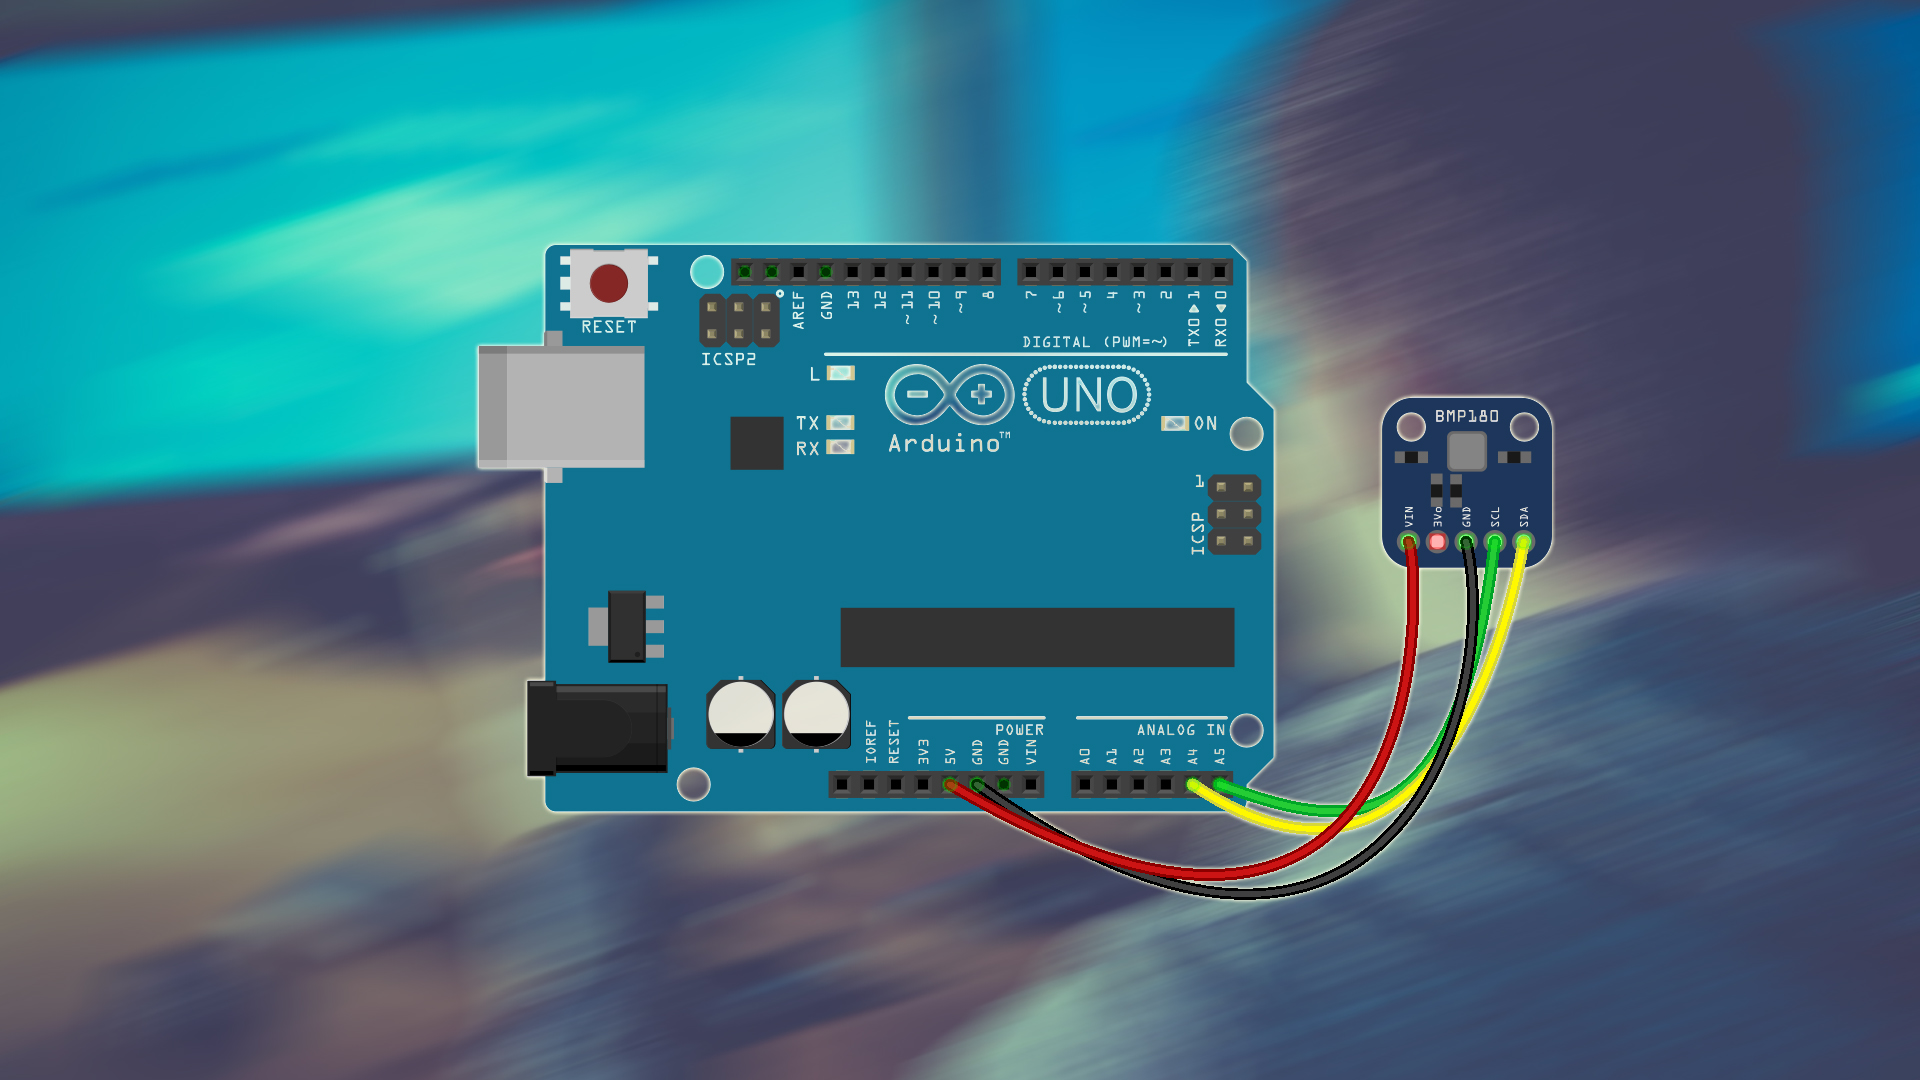 RESET
ICSP2
AREF
GND
13
12
~11
~10
~9
8
7
~6
~5
4
~3
2
TX0▶1
RX0◀0
DIGITAL (PWM=~)
L
TX
RX
UNO
Arduino™
ON
1
ICSP
IOREF
RESET
3V3
5V
GND
GND
VIN
POWER
ANALOG IN
A0
A1
A2
A3
A4
A5
BMP180
VIN
3Vo
GND
SCL
SDA